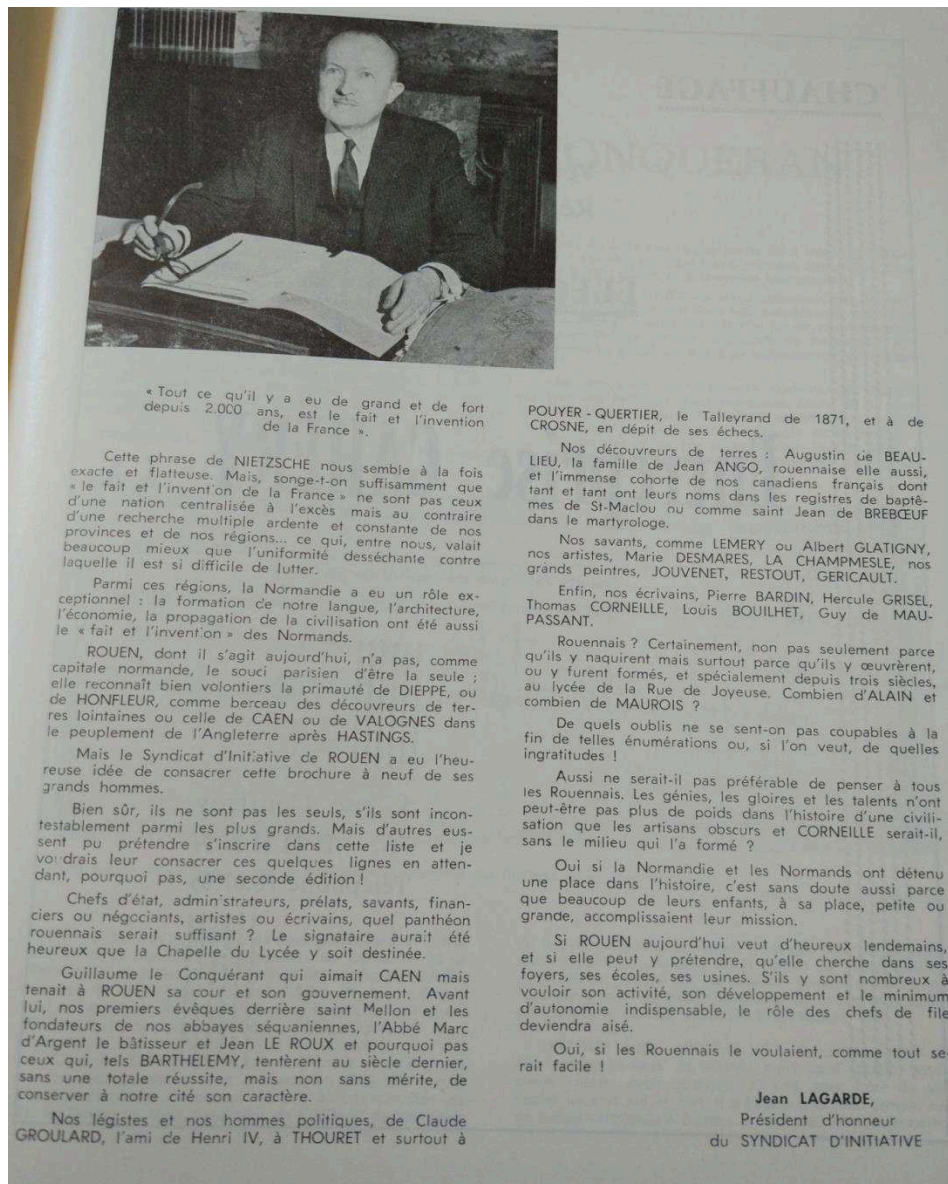 « Tout ce qu'il y a eu de grand et de fort
depuis 2.000 ans, est le fait et l'invention
de la France ».
Cette phrase de NIETZSCHE nous semble à la fois
exacte et flatteuse. Mais, songe-t-on suffisamment que
« le fait et l'invention de la France » ne sont pas ceux
d'une nation centralisée à l'excès mais au contraire
d'une recherche multiple ardente et constante de nos
provinces et de nos régions... ce qui, entre nous, valait
beaucoup mieux que l'uniformité desséchante contre
laquelle il est si difficile de lutter.
Parmi ces régions, la Normandie a eu un rôle ex-
ceptionnel : la formation de notre langue, l'architecture,
l'économie, la propagation de la civilisation ont été aussi
le « fait et l'invention » des Normands.
ROUEN, dont il s'agit aujourd'hui, n'a pas, comme
capitale normande, le souci parisien d'être la seule ;
elle reconnaît bien volontiers la primauté de DIEPPE, ou
de HONFLEUR, comme berceau des découvreurs de ter-
res lointaines ou celle de CAEN ou de VALOGNES dans
le peuplement de l'Angleterre après HASTINGS.
Mais le Syndicat d'Initiative de ROUEN a eu l'heu-
reuse idée de consacrer cette brochure à neuf de ses
grands hommes.
Bien sûr, ils ne sont pas les seuls, s'ils sont incon-
testablement parmi les plus grands. Mais d'autres eus-
sent pu prétendre s'inscrire dans cette liste et je
voudrais leur consacrer ces quelques lignes en atten-
dant, pourquoi pas, une seconde édition !
Chefs d'état, administrateurs, prélats, savants, finan-
ciers ou négociants, artistes ou écrivains, quel panthéon
rouennais serait suffisant ? Le signataire aurait été
heureux que la Chapelle du Lycée y soit destinée.
Guillaume le Conquérant qui aimait CAEN mais
tenait à ROUEN sa cour et son gouvernement. Avant
lui, nos premiers évêques derrière saint Mellon et les
fondateurs de nos abbayes séquaniennes, l'Abbé Marc
d'Argent le bâtisseur et Jean LE ROUX et pourquoi pas
ceux qui, tels BARTHELEMY, tentèrent au siècle dernier,
sans une totale réussite, mais non sans mérite, de
conserver à notre cité son caractère.
Nos légistes et nos hommes politiques, de Claude
GROULARD, l'ami de Henri IV, à THOURET et surtout à
POUYER - QUERTIER, le Talleyrand de 1871, et à de
CROSNE, en dépit de ses échecs.
Nos découvreurs de terres : Augustin de BEAU-
LIEU, la famille de Jean ANGO, rouennaise elle aussi,
et l'immense cohorte de nos canadiens français dont
tant et tant ont leurs noms dans les registres de baptê-
mes de St-Maclou ou comme saint Jean de BREBŒUF
dans le martyrologe.
Nos savants, comme LEMERY ou Albert GLATIGNY,
nos artistes, Marie DESMARES, LA CHAMPMESLE, nos
grands peintres, JOUVENET, RESTOUT, GERICAULT.
Enfin, nos écrivains, Pierre BARDIN, Hercule GRISEL,
Thomas CORNEILLE, Louis BOUILHET, Guy de MAU-
PASSANT.
Rouennais ? Certainement, non pas seulement parce
qu'ils y naquirent mais surtout parce qu'ils y œuvrèrent,
ou y furent formés, et spécialement depuis trois siècles,
au lycée de la Rue de Joyeuse. Combien d'ALAIN et
combien de MAUROIS ?
De quels oublis ne se sent-on pas coupables à la
fin de telles énumérations ou, si l'on veut, de quelles
ingratitudes !
Aussi ne serait-il pas préférable de penser à tous
les Rouennais. Les génies, les gloires et les talents n'ont
peut-être pas plus de poids dans l'histoire d'une civili-
sation que les artisans obscurs et CORNEILLE serait-il,
sans le milieu qui l'a formé ?
Oui si la Normandie et les Normands ont détenu
une place dans l'histoire, c'est sans doute aussi parce
que beaucoup de leurs enfants, à sa place, petite ou
grande, accomplissaient leur mission.
Si ROUEN aujourd'hui veut d'heureux lendemains,
et si elle peut y prétendre, qu'elle cherche dans ses
foyers, ses écoles, ses usines. S'ils y sont nombreux à
vouloir son activité, son développement et le minimum
d'autonomie indispensable, le rôle des chefs de file
deviendra aisé.
Oui, si les Rouennais le voulaient, comme tout se-
rait facile !
Jean LAGARDE,
Président d'honneur
du SYNDICAT D'INITIATIVE